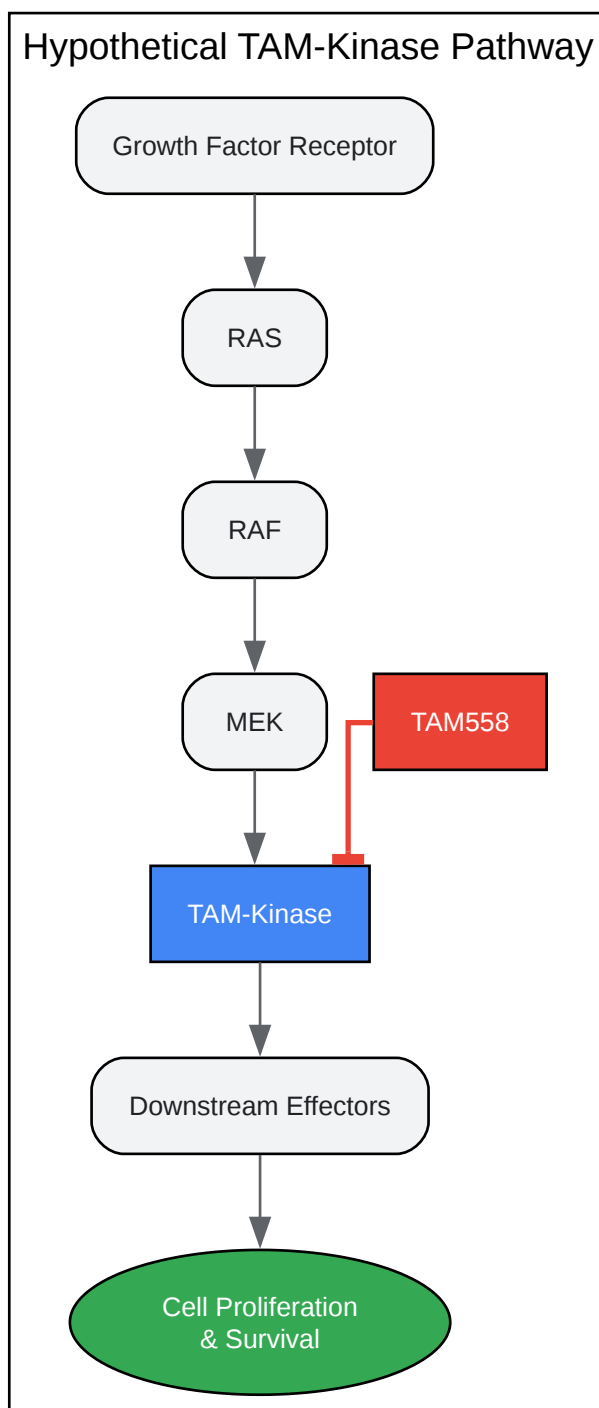 Hypothetical TAM-Kinase Pathway
Growth Factor Receptor
RAS
RAF
MEK
TAM558
TAM-Kinase
Downstream Effectors
Cell Proliferation
& Survival